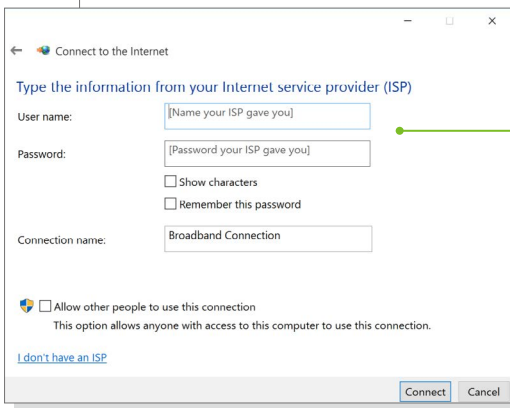 Connect to the Internet
Type the information from your Internet service provider (ISP)
User name:
[Name your ISP gave you]
Password:
[Password your ISP gave you]
Show characters
Remember this password
Connection name:
Broadband Connection
Allow other people to use this connection
This option allows anyone with access to this computer to use this connection.
I don't have an ISP
Connect
Cancel